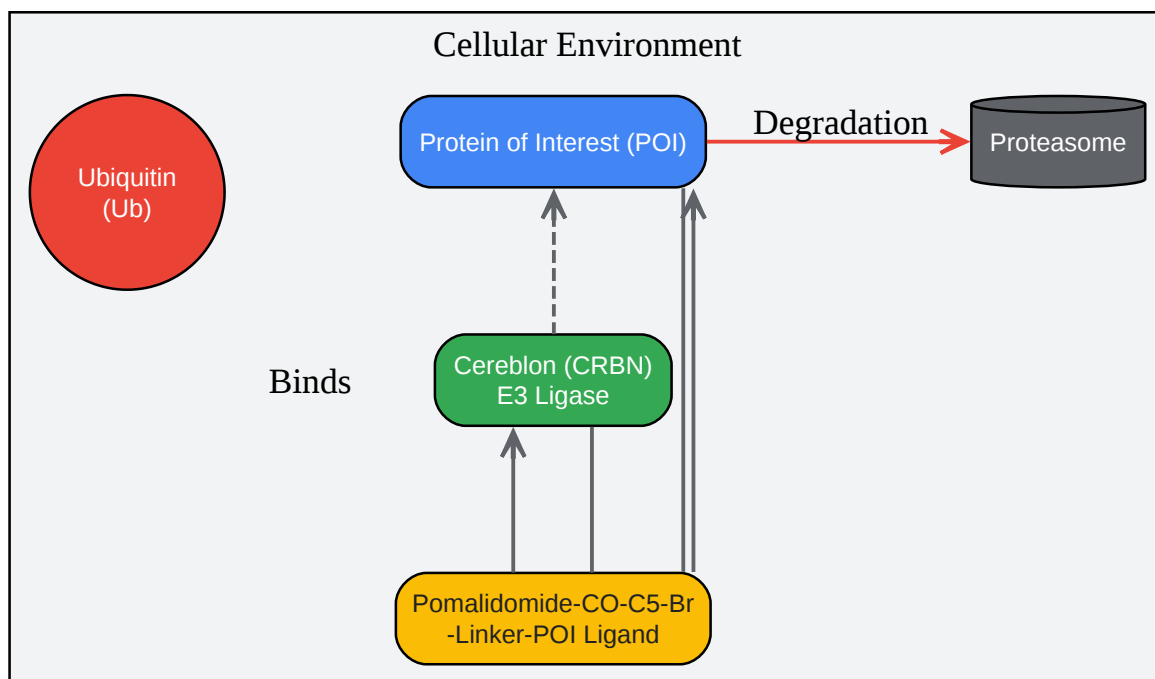 Cellular Environment
Ubiquitin
(Ub)
Protein of Interest (POI)
Degradation
Proteasome
Binds
Cereblon (CRBN)
E3 Ligase
Pomalidomide-CO-C5-Br
-Linker-POI Ligand